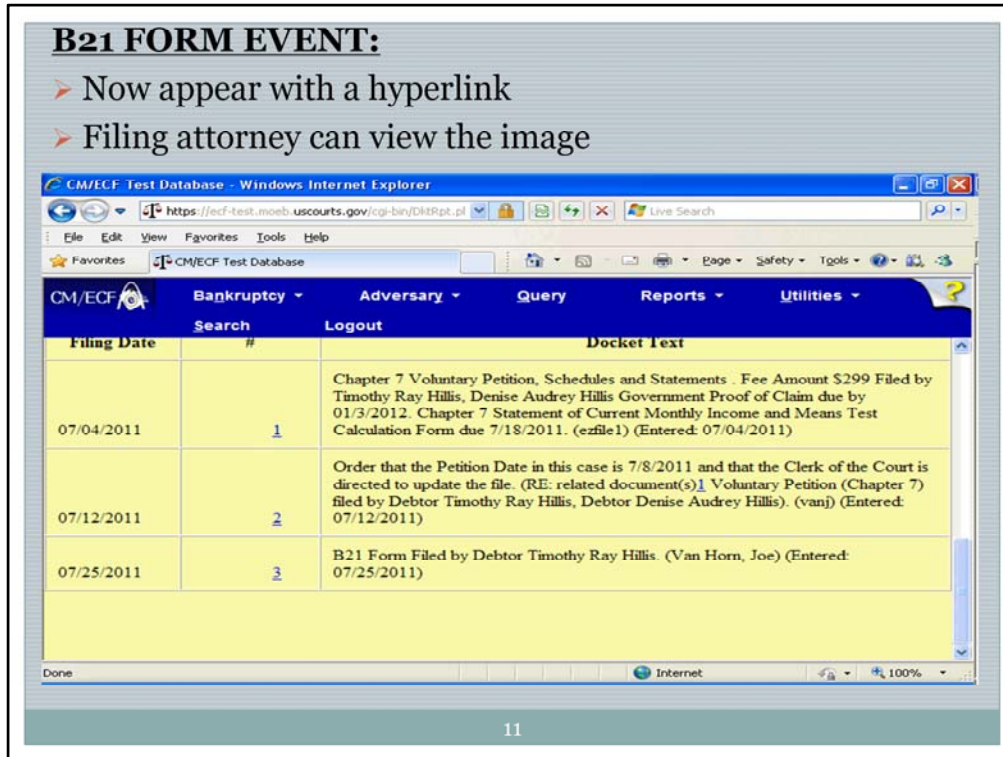 B21 FORM EVENT:
➢ Now appear with a hyperlink
➢ Filing attorney can view the image
CM/ECF Test Database - Windows Internet Explorer
https://ecf-test.moeb.uscourts.gov/cgi-bin/DktRpt.pl
Live Search
File Edit View Favorites Tools Help
Favorites CM/ECF Test Database Page Safety Tools
CM/ECF Bankruptcy Adversary Query Reports Utilities
Search Logout
Filing Date # Docket Text
Chapter 7 Voluntary Petition, Schedules and Statements . Fee Amount $299 Filed by
Timothy Ray Hillis, Denise Audrey Hillis Government Proof of Claim due by
01/3/2012. Chapter 7 Statement of Current Monthly Income and Means Test
07/04/2011 1 Calculation Form due 7/18/2011. (ezfile1) (Entered: 07/04/2011)
Order that the Petition Date in this case is 7/8/2011 and that the Clerk of the Court is
directed to update the file. (RE: related document(s)1 Voluntary Petition (Chapter 7)
filed by Debtor Timothy Ray Hillis, Debtor Denise Audrey Hillis). (vanj) (Entered:
07/12/2011 2 07/12/2011)
B21 Form Filed by Debtor Timothy Ray Hillis. (Van Horn, Joe) (Entered:
07/25/2011 3 07/25/2011)
Done Internet 100%
11